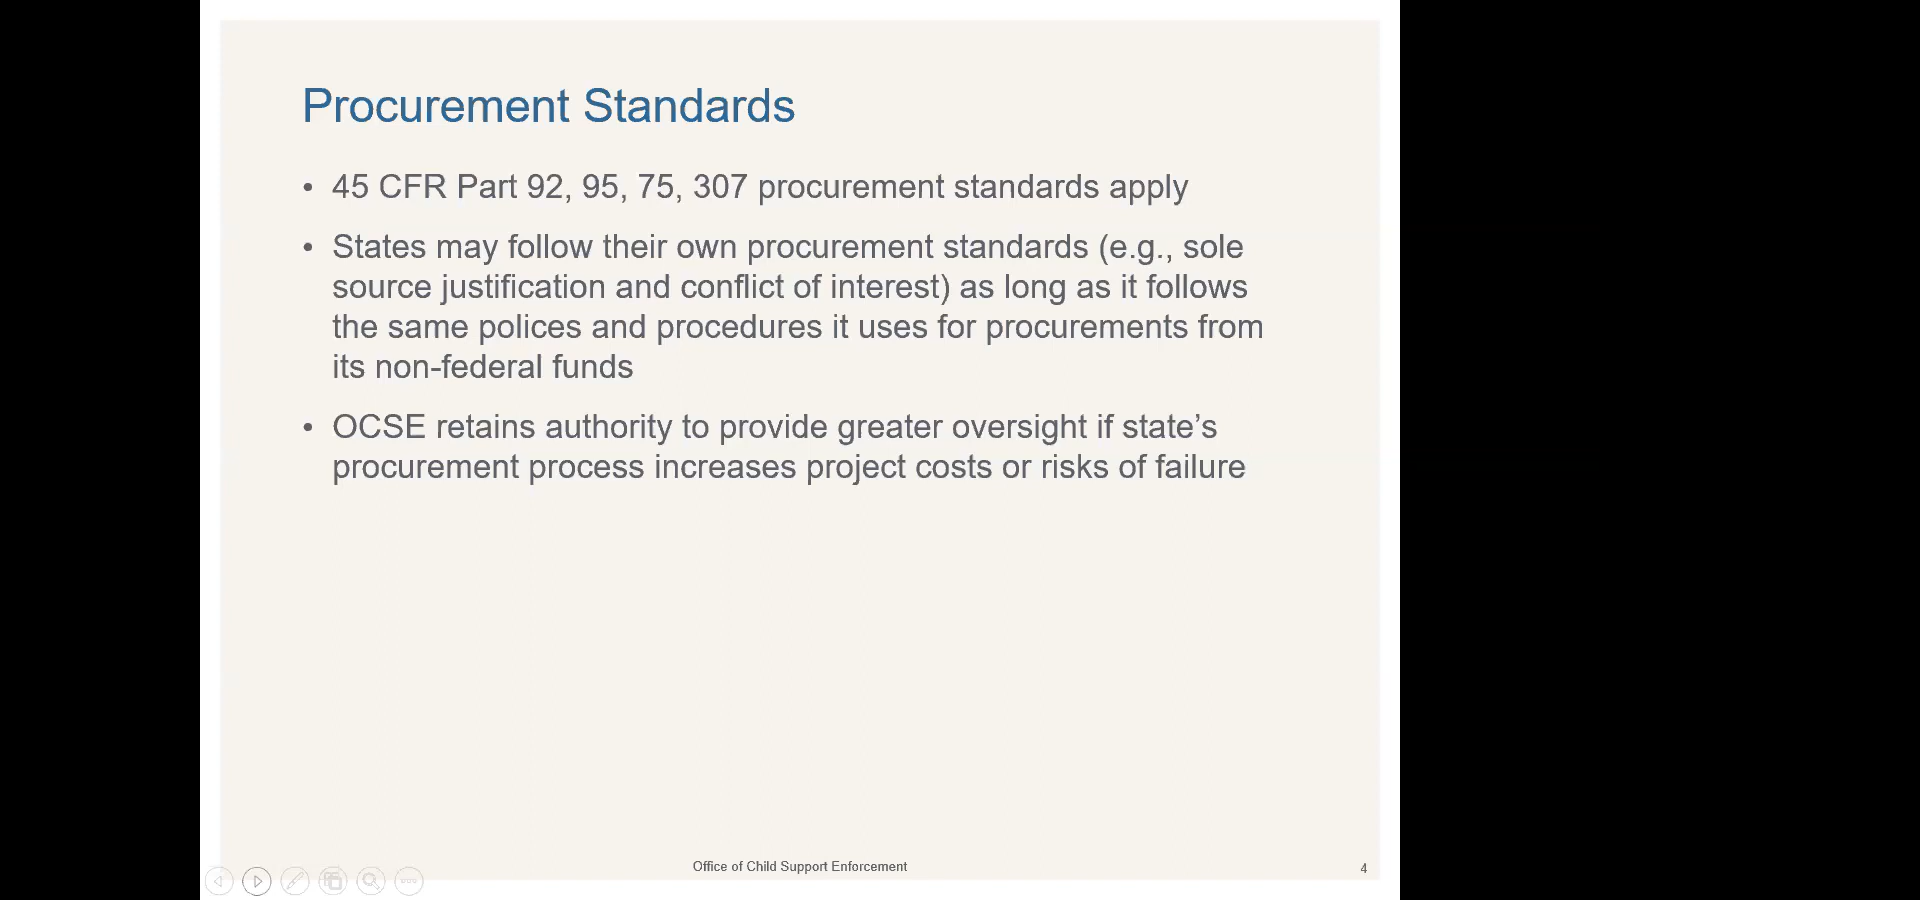 Procurement Standards
• 45 CFR Part 92, 95, 75, 307 procurement standards apply
• States may follow their own procurement standards (e.g., sole
source justification and conflict of interest) as long as it follows
the same polices and procedures it uses for procurements from
its non-federal funds
• OCSE retains authority to provide greater oversight if state’s
procurement process increases project costs or risks of failure
Office of Child Support Enforcement
4